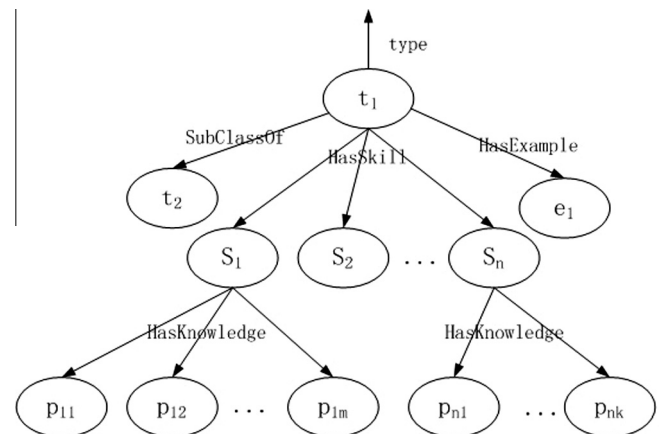 type
t₁
SubClassOf
HasSkill
HasExample
t₂
e₁
S₁
S₂
...
Sₙ
HasKnowledge
HasKnowledge
p₁₁
p₁₂
...
p₁ₘ
pₙ₁
...
pₙₖ